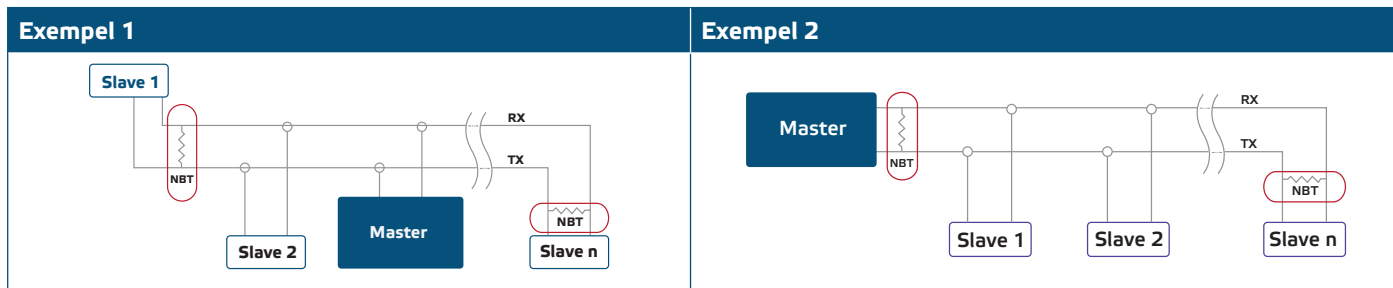 Exempel 1
Slave 1
RX
TX
NBT
NBT
Master
Slave 2
Slave n
Exempel 2
RX
Master
TX
NBT
NBT
Slave 1
Slave 2
Slave n